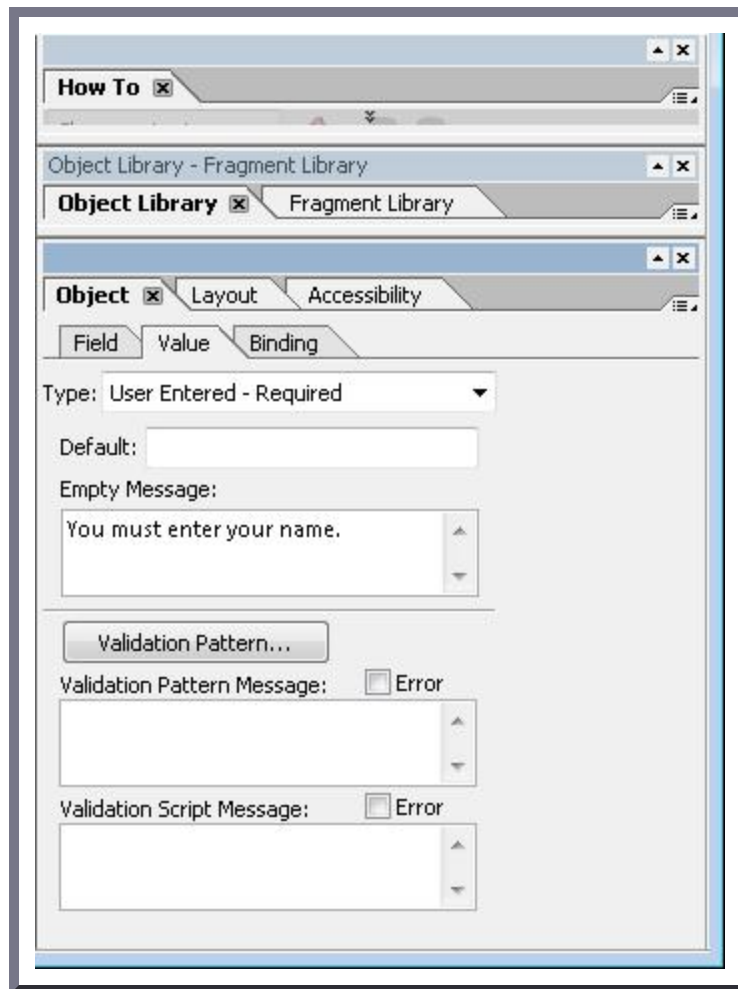 How To
Object Library - Fragment Library
Object Library Fragment Library
Object Layout Accessibility
Field Value Binding
Type: User Entered - Required
Default:
Empty Message:
You must enter your name.
Validation Pattern...
Validation Pattern Message: Error
Validation Script Message: Error